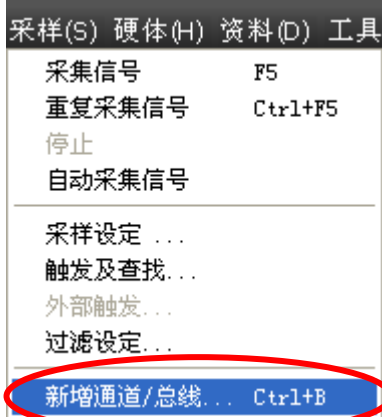 采样(S) 硬体(H) 资料(D) 工具
采集信号 F5
重复采集信号 Ctrl+F5
停止
自动采集信号
采样设定 ...
触发及查找...
外部触发...
过滤设定...
新增通道/总线... Ctrl+B